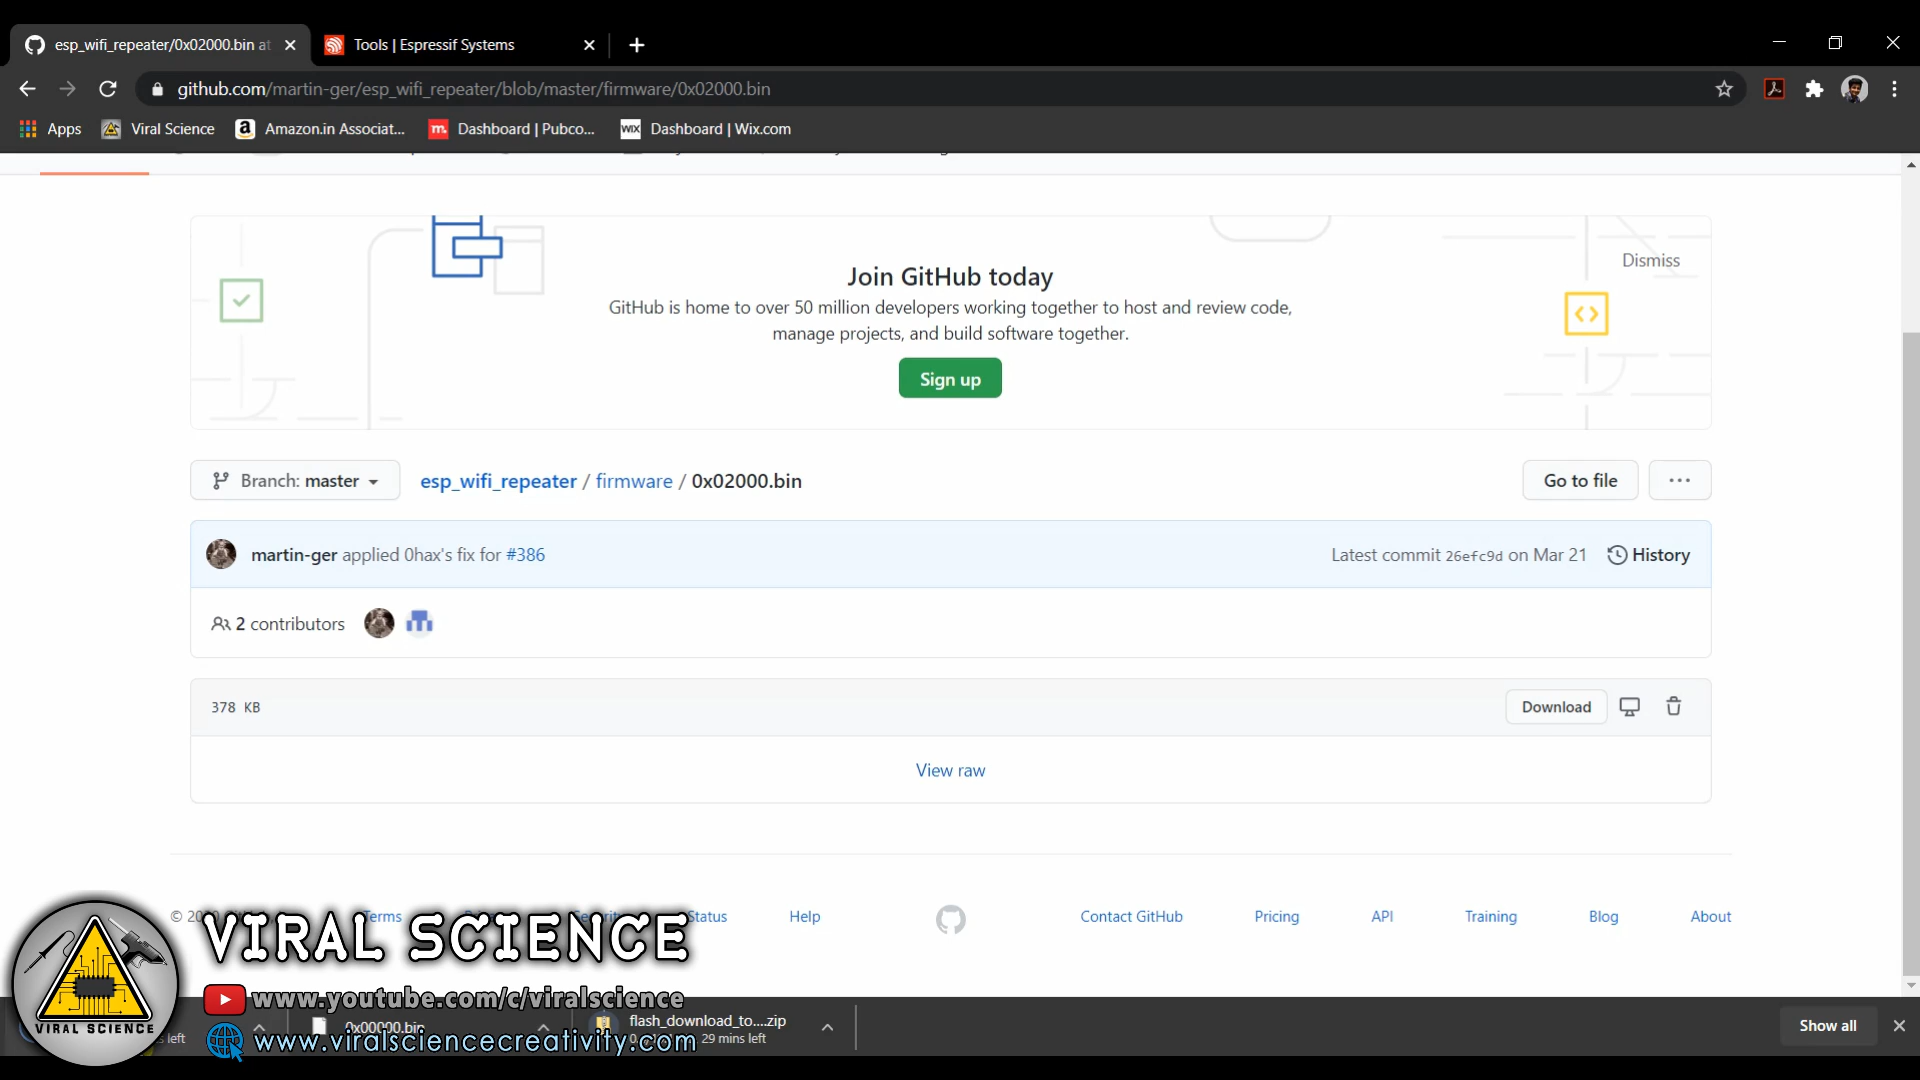 esp_wifi_repeater/0x02000.bin at
Tools | Espressif Systems
github.com/martin-ger/esp_wifi_repeater/blob/master/firmware/0x02000.bin
Apps
Viral Science
Amazon.in Associat...
Dashboard | Pubco...
Dashboard | Wix.com
Join GitHub today
Dismiss
GitHub is home to over 50 million developers working together to host and review code,
manage projects, and build software together.
Sign up
Branch: master
esp_wifi_repeater / firmware / 0x02000.bin
Go to file
martin-ger applied 0hax's fix for #386
Latest commit 26efc9d on Mar 21
History
2 contributors
378 KB
Download
View raw
Terms
Status
Help
Contact GitHub
Pricing
API
Training
Blog
About
VIRAL SCIENCE
www.youtube.com/c/viralscience
www.viralsciencecreativity.com
VIRAL SCIENCE
left
0x00000.bin
flash_download_to....zip
29 mins left
Show all